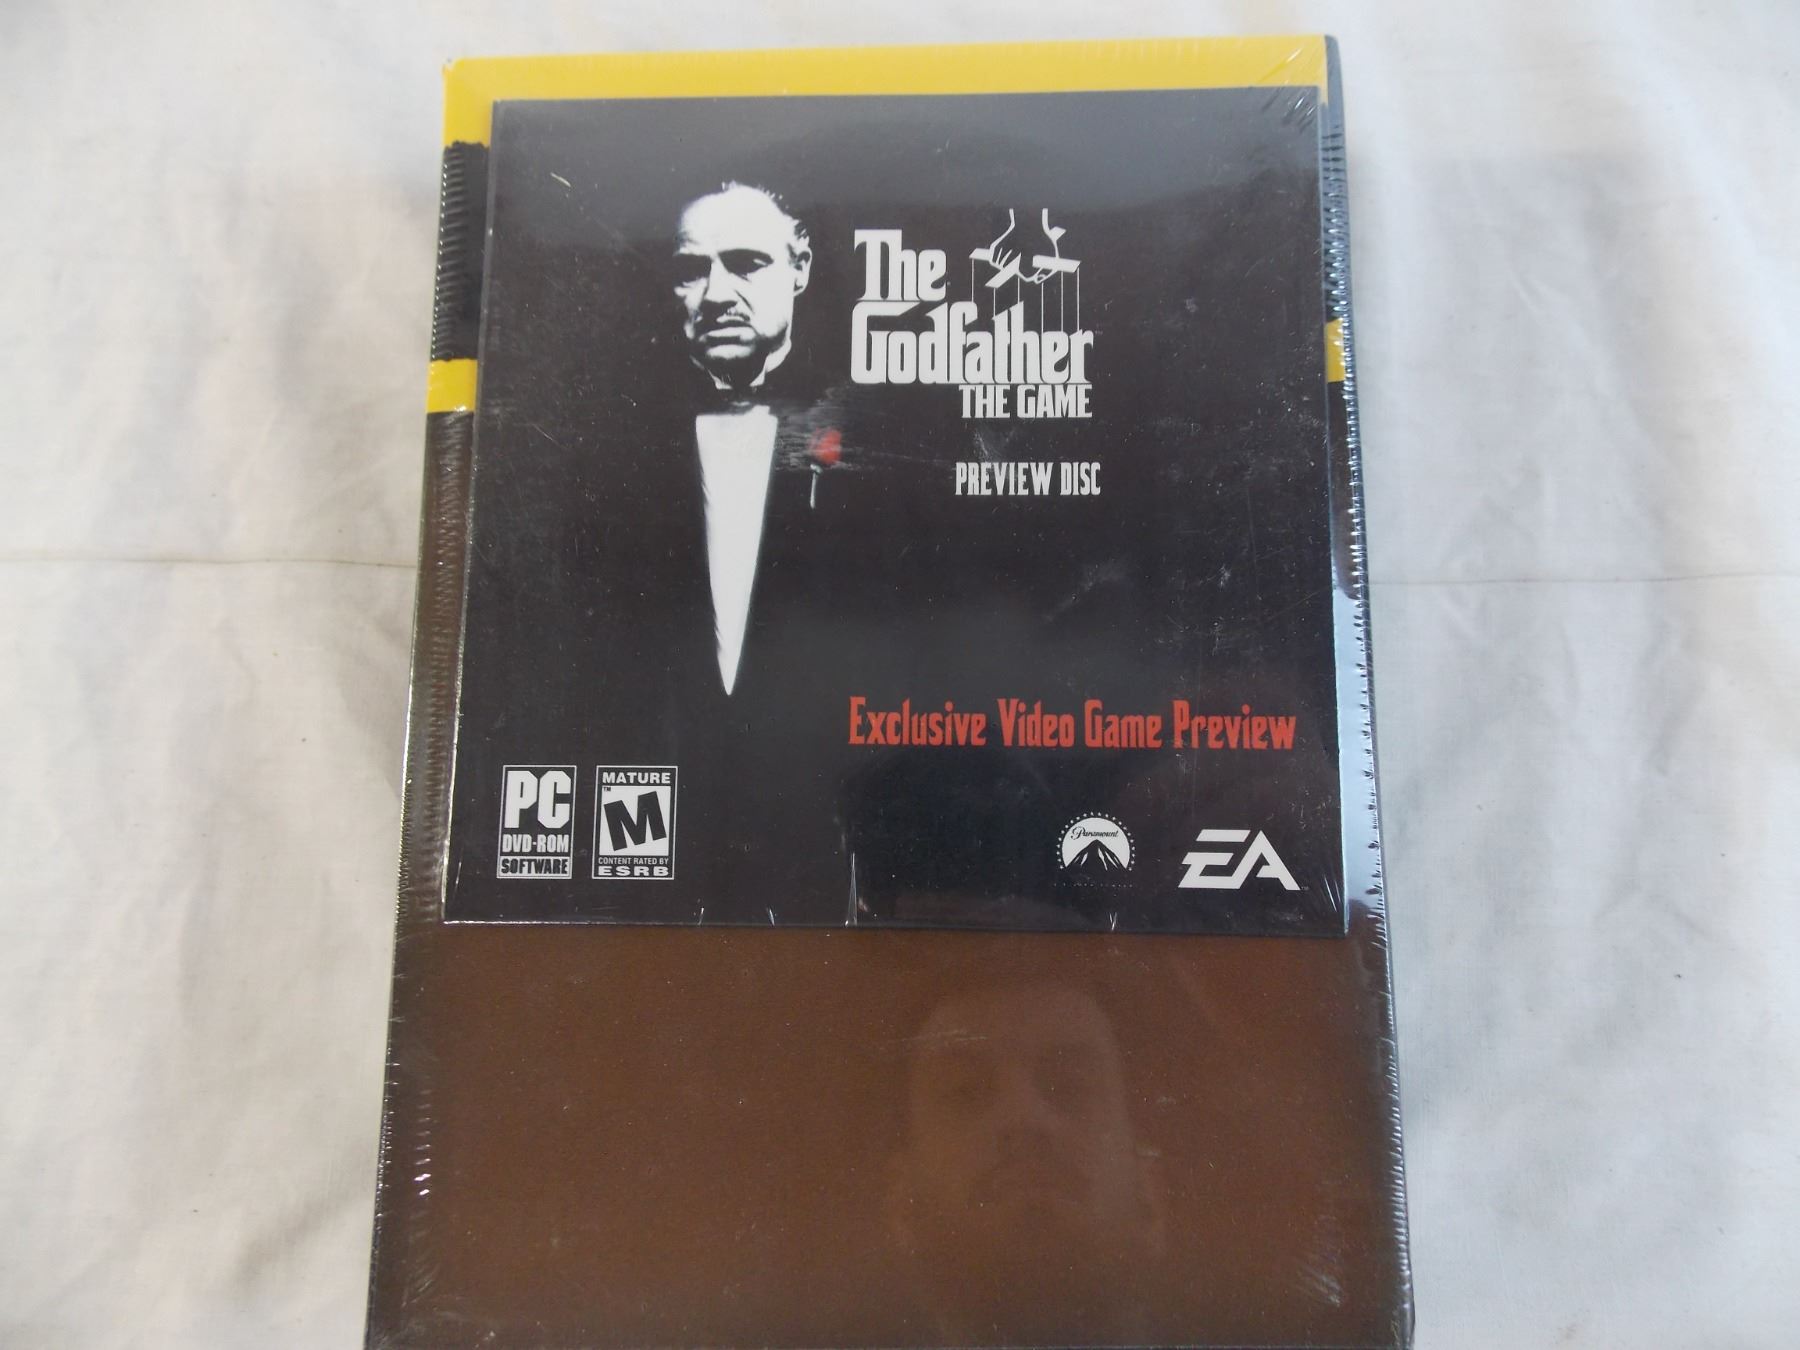 The
Godfather
THE GAME
PREVIEW DISC
Exclusive Video Game Preview
PC
DVD-ROM
SOFTWARE
MATURE
TM
M
CONTENT RATED BY
ESRB
Paramount
EA